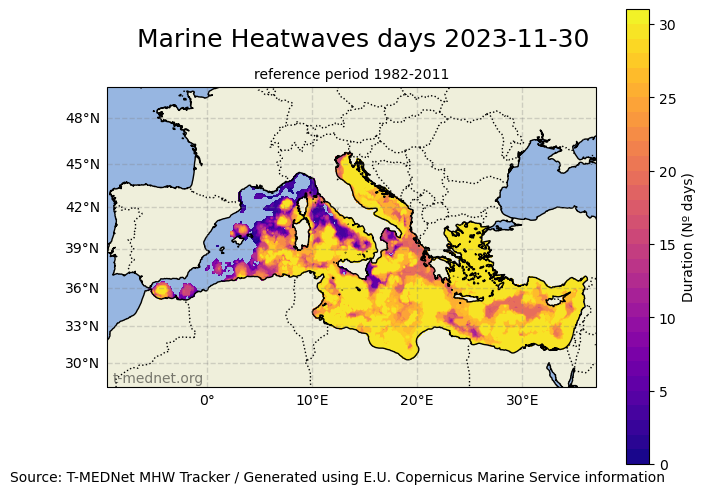 Marine Heatwaves days 2023-11-30
reference period 1982-2011
48°N
45°N
42°N
39°N
36°N
33°N
30°N
t-mednet.org
0°
10°E
20°E
30°E
30
25
20
15
10
5
0
Duration (Nº days)
Source: T-MEDNet MHW Tracker / Generated using E.U. Copernicus Marine Service information